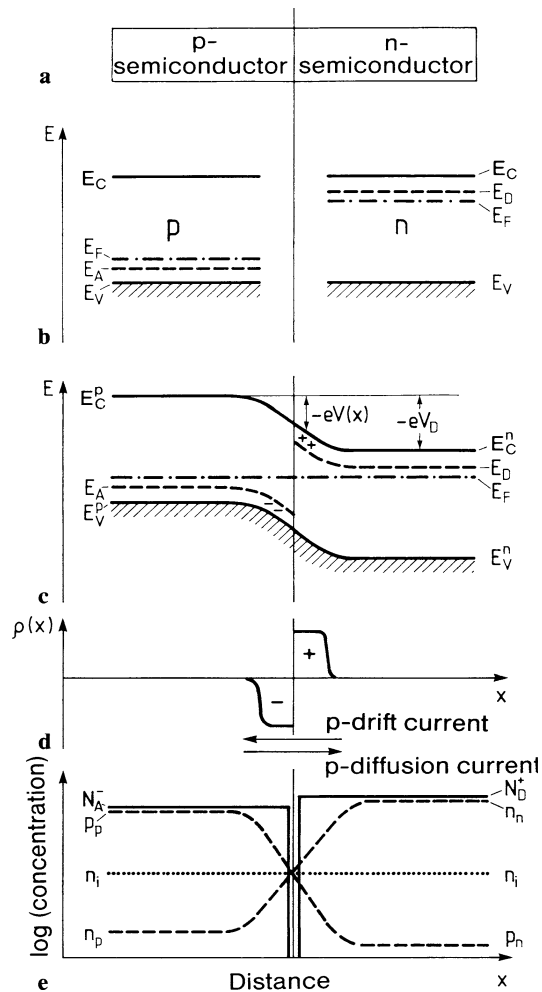 p-semiconductor n-semiconductor
a
E
E_C E_C
E_D
p n E_F
E_F
E_A
E_V E_V
b
E
E_C^p -eV(x) -eV_D
++ E_C^n
E_D
E_A E_F
E_V^p --
E_V^n
c
ρ(x)
+
x
-
d p-drift current
p-diffusion current
log (concentration)
N_A^- N_D^+
p_p n_n
n_i n_i
n_p p_n
e Distance x